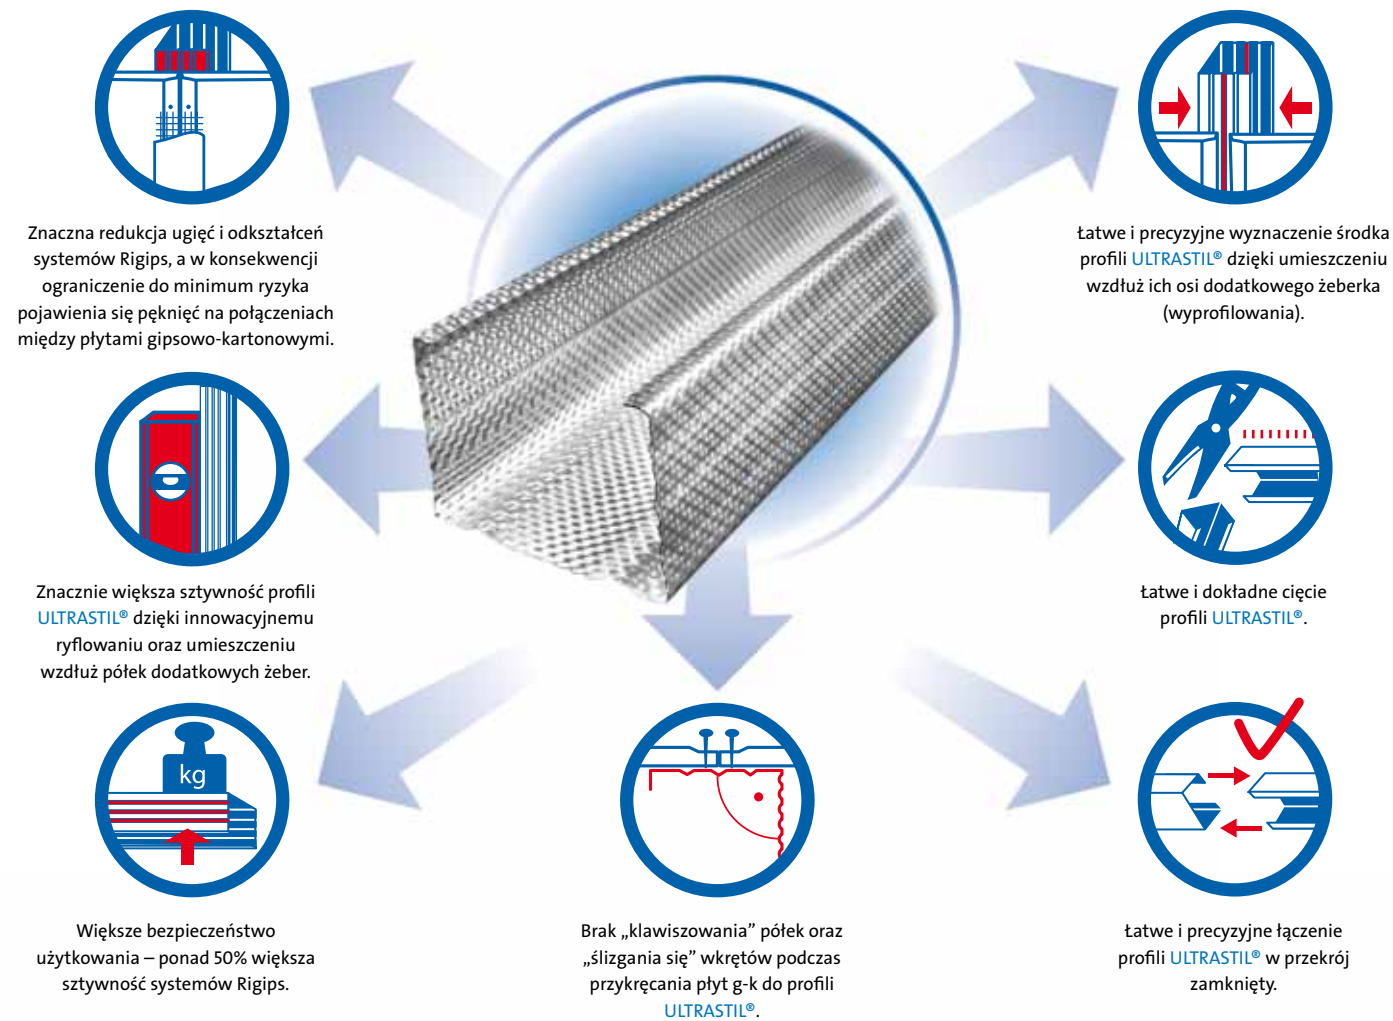 Znaczna redukcja ugięć i odkształceń
systemów Rigips, a w konsekwencji
ograniczenie do minimum ryzyka
pojawienia się pęknięć na połączeniach
między płytami gipsowo-kartonowymi.
Łatwe i precyzyjne wyznaczenie środka
profili ULTRASTIL® dzięki umieszczeniu
wzdłuż ich osi dodatkowego żeberka
(wyprofilowania).
Znacznie większa sztywność profili
ULTRASTIL® dzięki innowacyjnemu
ryflowaniu oraz umieszczeniu
wzdłuż półek dodatkowych żeber.
Łatwe i dokładne cięcie
profili ULTRASTIL®.
kg
Większe bezpieczeństwo
użytkowania – ponad 50% większa
sztywność systemów Rigips.
Brak „klawiszowania” półek oraz
„ślizgania się” wkrętów podczas
przykręcania płyt g-k do profili
ULTRASTIL®.
Łatwe i precyzyjne łączenie
profili ULTRASTIL® w przekrój
zamknięty.